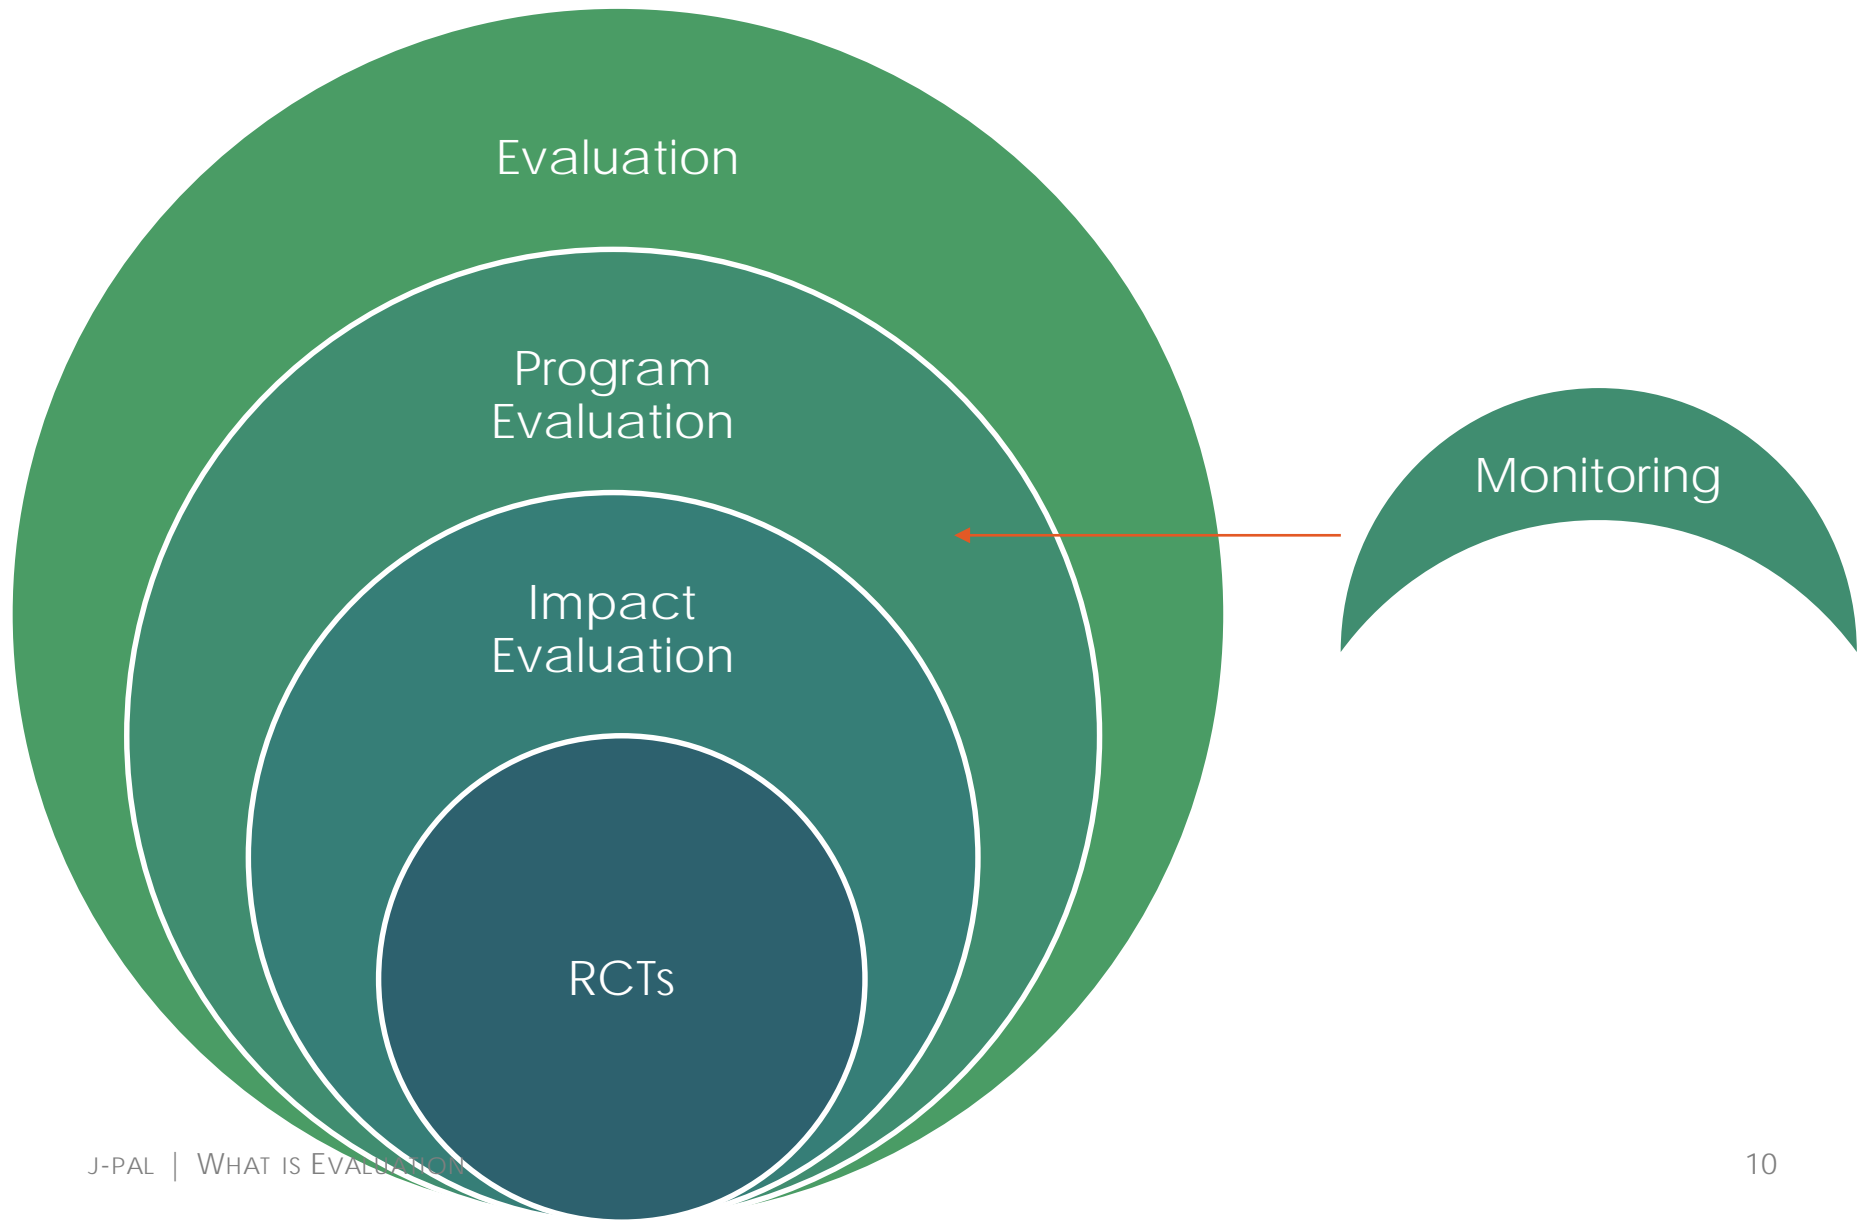 Evaluation
Program
Evaluation
Monitoring
Impact
Evaluation
RCTs
J-PAL | WHAT IS EVALUATION
10